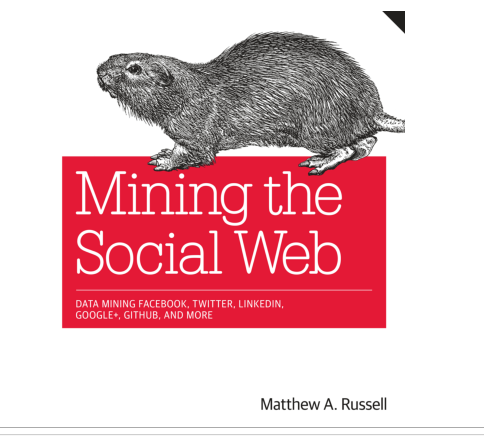 Mining the
Social Web
DATA MINING FACEBOOK, TWITTER, LINKEDIN,
GOOGLE+, GITHUB, AND MORE
Matthew A. Russell